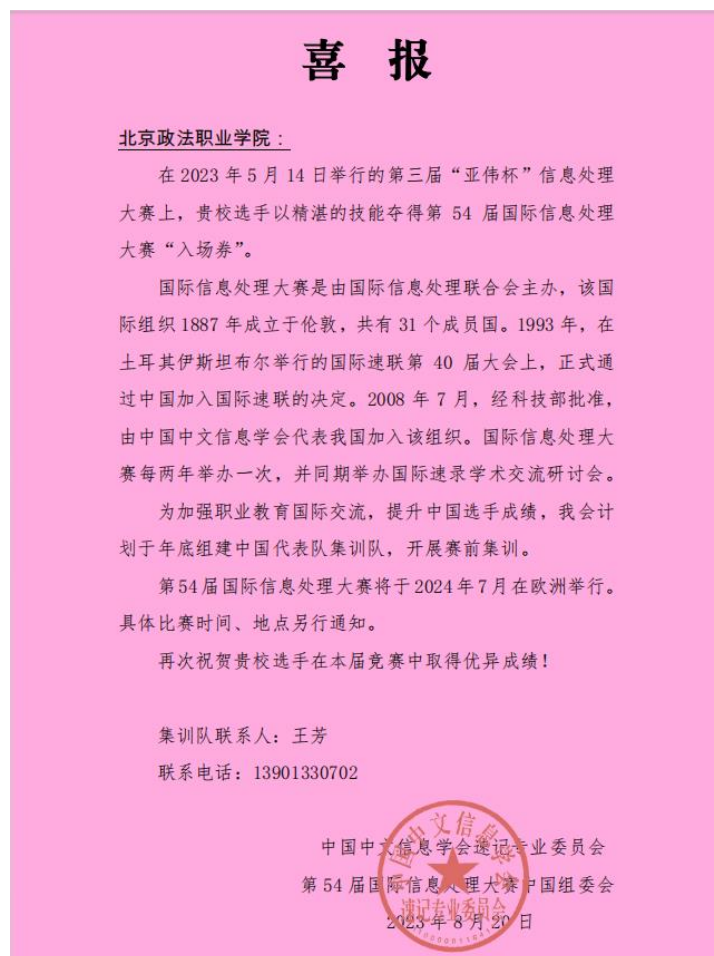 喜 报
北京政法职业学院：
在 2023 年 5 月 14 日举行的第三届“亚伟杯”信息处理
大赛上，贵校选手以精湛的技能夺得第 54 届国际信息处理
大赛“入场券”。
国际信息处理大赛是由国际信息处理联合会主办，该国
际组织 1887 年成立于伦敦，共有 31 个成员国。1993 年，在
土耳其伊斯坦布尔举行的国际速联第 40 届大会上，正式通
过中国加入国际速联的决定。2008 年 7 月，经科技部批准，
由中国中文信息学会代表我国加入该组织。国际信息处理大
赛每两年举办一次，并同期举办国际速录学术交流研讨会。
为加强职业教育国际交流，提升中国选手成绩，我会计
划于年底组建中国代表队集训队，开展赛前集训。
第 54 届国际信息处理大赛将于 2024 年 7 月在欧洲举行。
具体比赛时间、地点另行通知。
再次祝贺贵校选手在本届竞赛中取得优异成绩！
集训队联系人：王芳
联系电话：13901330702
中国中文信息学会速记专业委员会
第 54 届国际信息处理大赛中国组委会
2023 年 8 月 20 日
中国中文信息学会
速记专业委员会